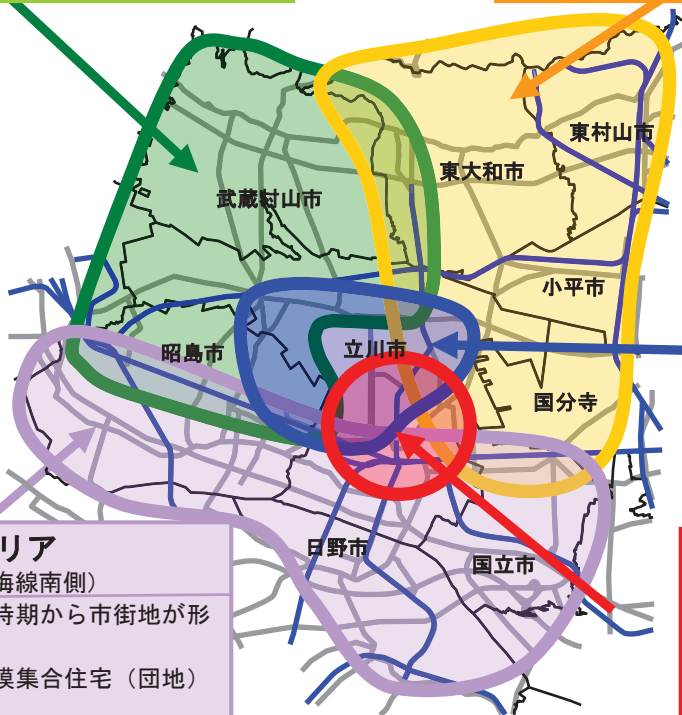 東村山市
東大和市
武蔵村山市
小平市
昭島市
立川市
国分寺
日野市
国立市
リア
海線南側）
時期から市街地が形
模集合住宅（団地）